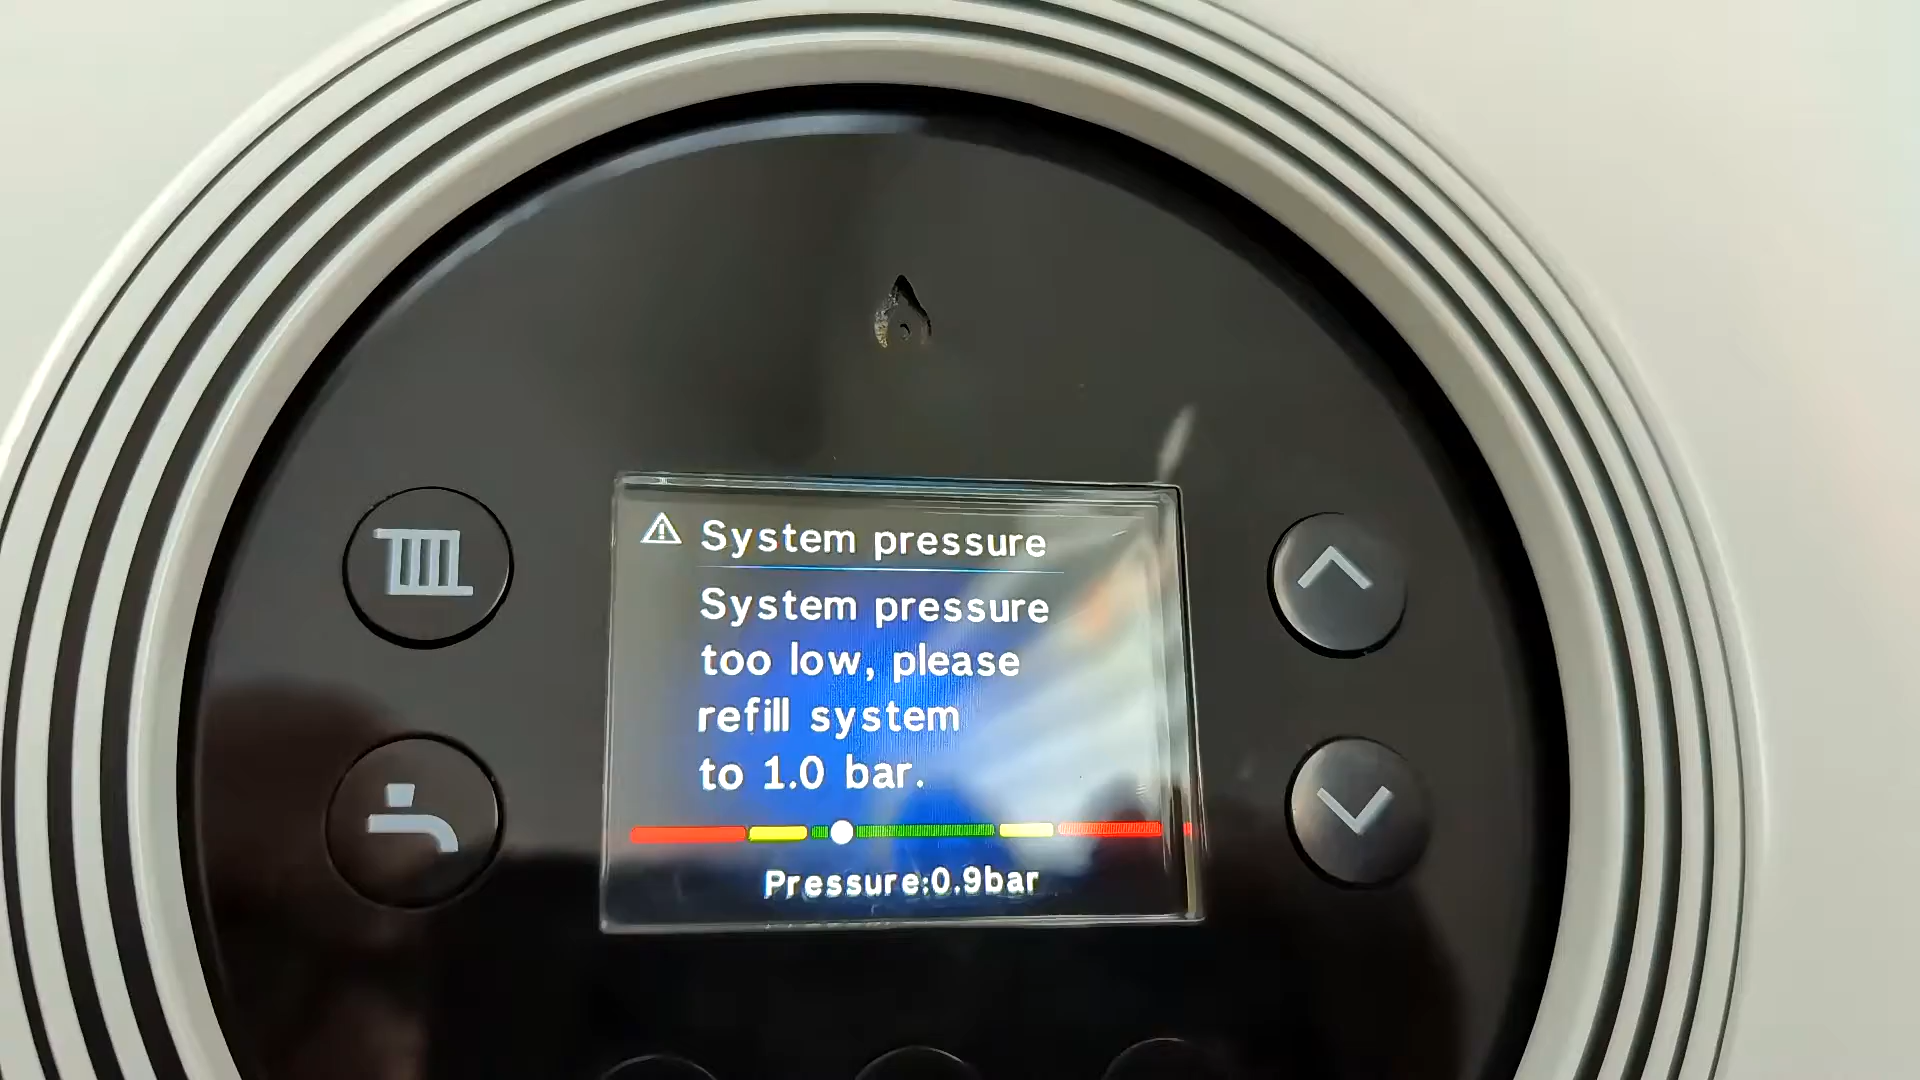 System pressure
System pressure
too low, please
refill system
to 1.0 bar.
Pressure:0.9bar